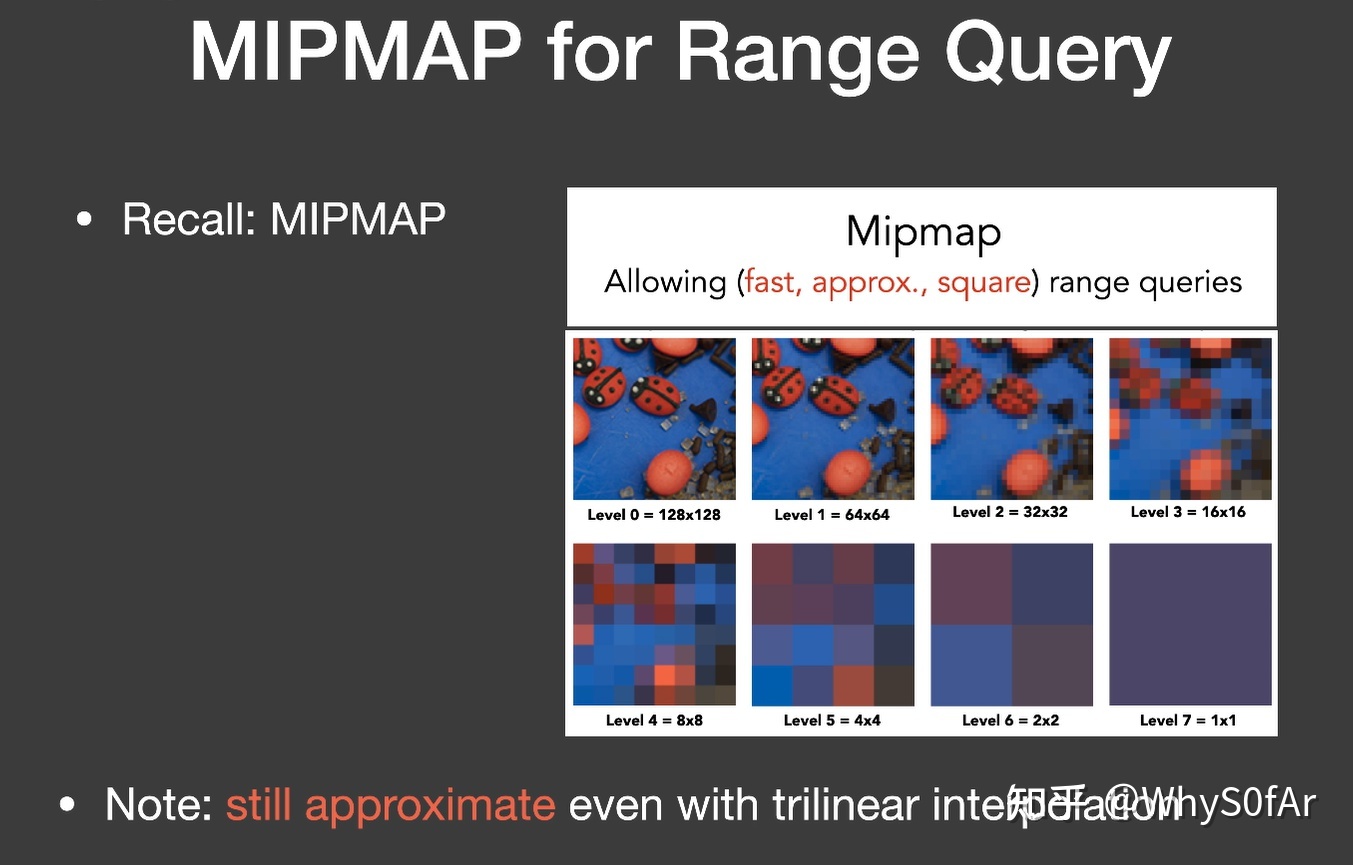 MIPMAP for Range Query
• Recall: MIPMAP
Mipmap
Allowing (fast, approx., square) range queries
Level 0 = 128x128
Level 1 = 64x64
Level 2 = 32x32
Level 3 = 16x16
Level 4 = 8x8
Level 5 = 4x4
Level 6 = 2x2
Level 7 = 1x1
• Note: still approximate even with trilinear interpolation
知乎 @WhyS0fAr